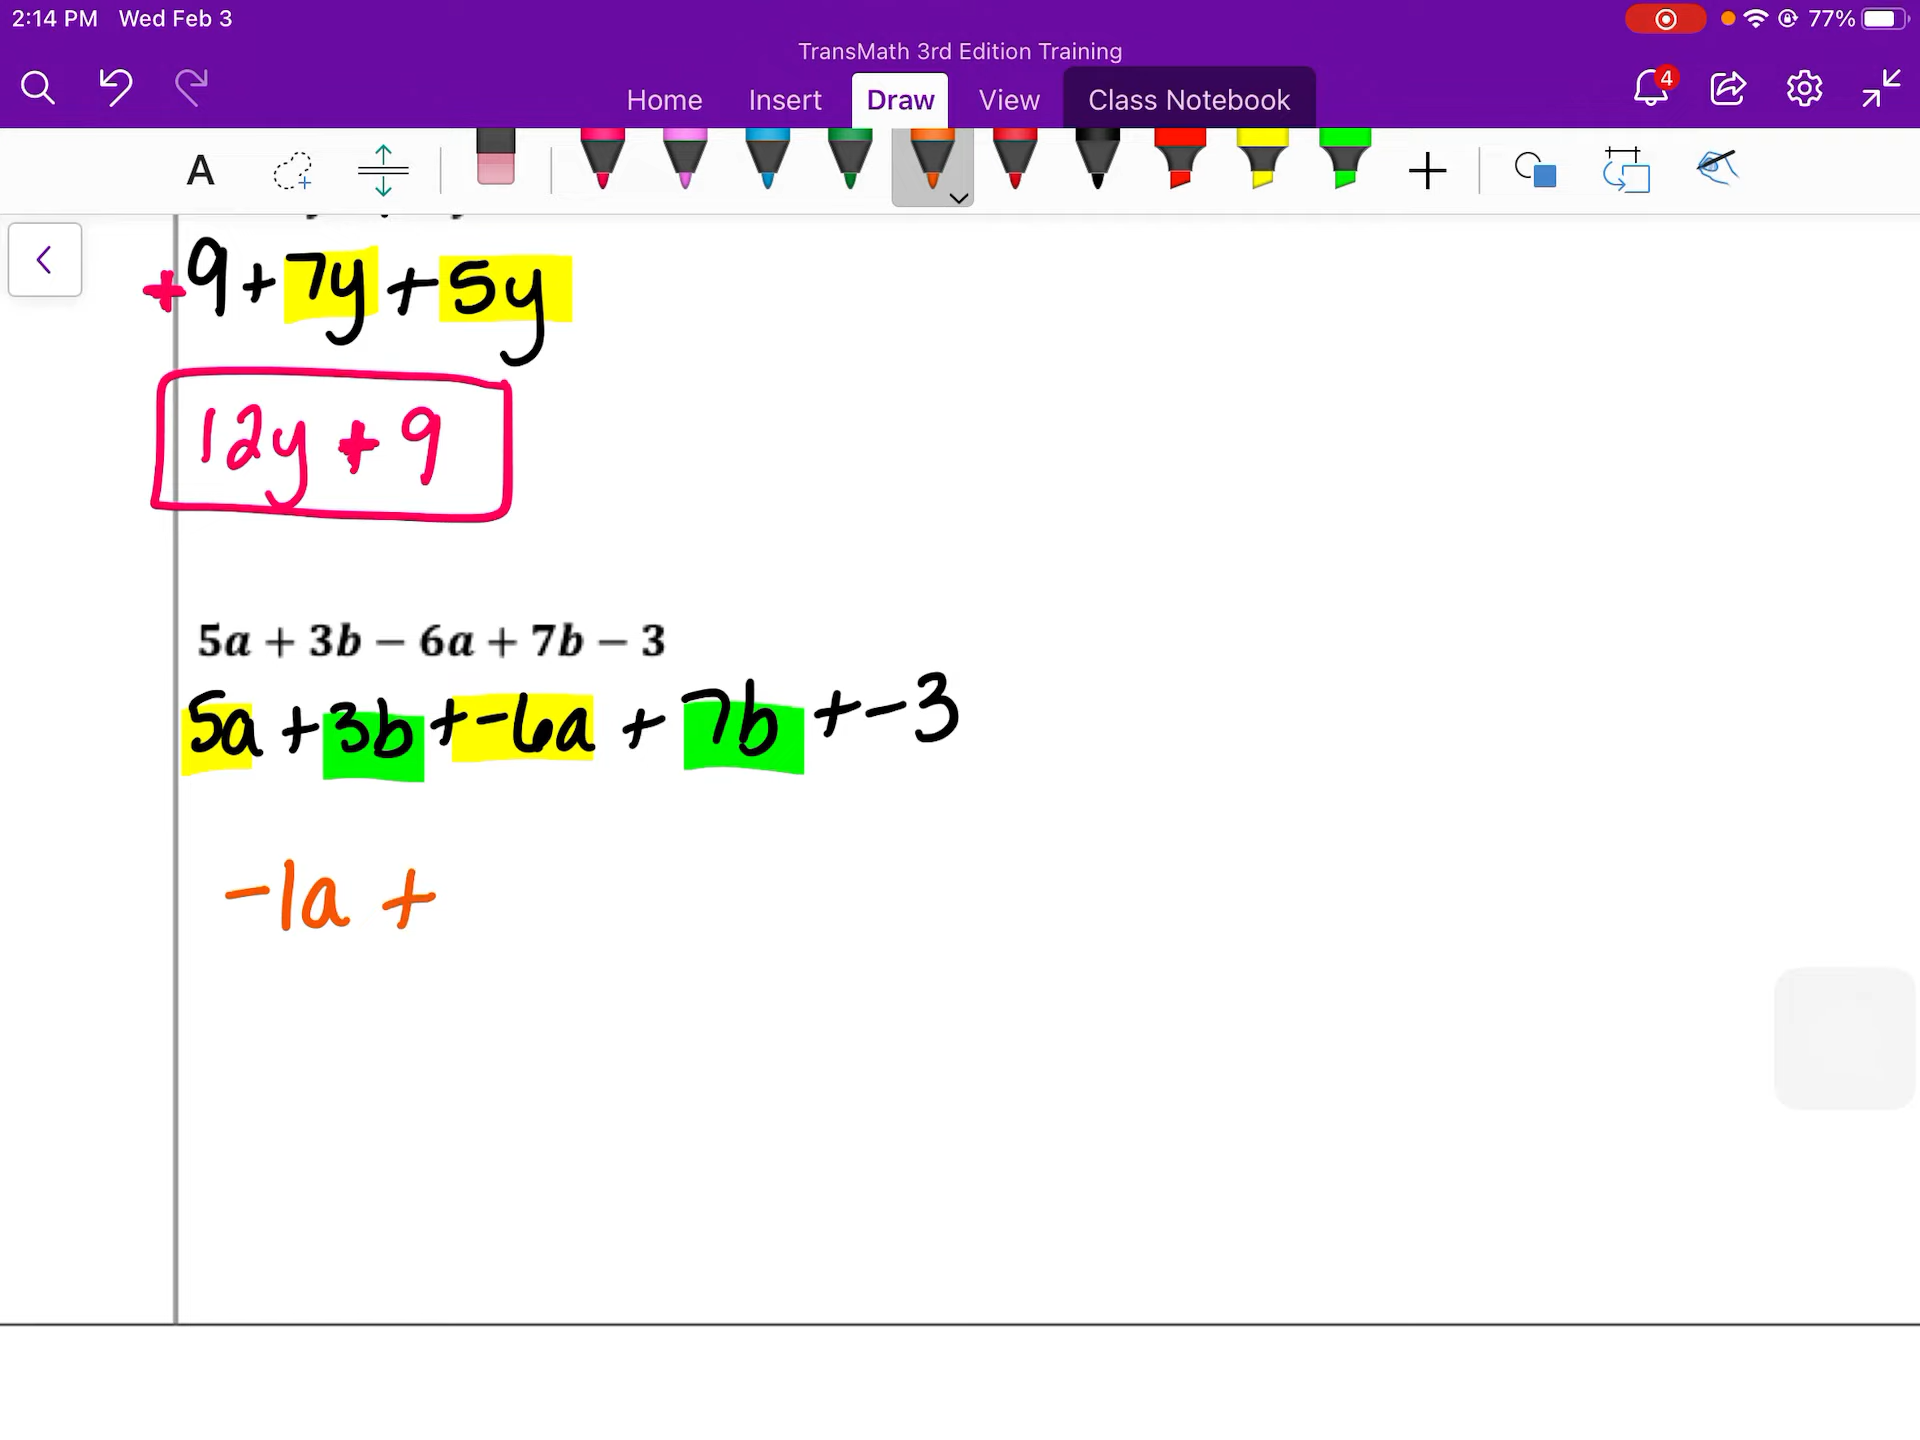 2:14 PM Wed Feb 3
77%
TransMath 3rd Edition Training
Home Insert Draw View Class Notebook
4
A
+9+7y+5y
12y+9
5a + 3b − 6a + 7b − 3
5a +3b +-6a + 7b +-3
-1a +